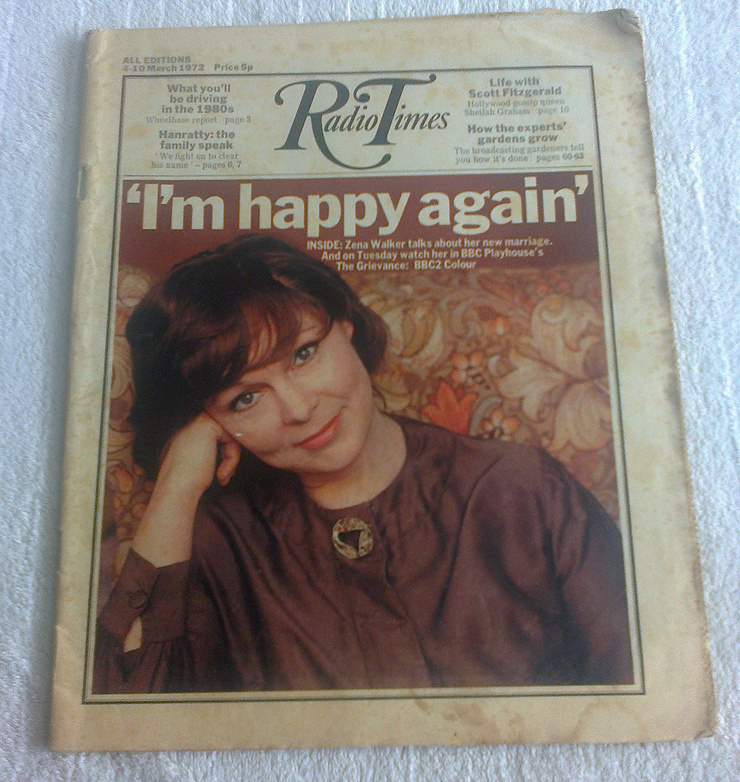 ALL EDITIONS
4-10 March 1972 Price 5p
What you'll
be driving
in the 1980s
Wheelbase report page 3
Hanratty: the
family speak
'We fight on to clear
his name' – pages 6, 7
Radio Times
Life with
Scott Fitzgerald
Hollywood gossip queen
Sheilah Graham: page 10
How the experts'
gardens grow
The broadcasting gardeners tell
you how it's done: pages 60-63
'I'm happy again'
INSIDE: Zena Walker talks about her new marriage.
And on Tuesday watch her in BBC Playhouse's
The Grievance: BBC2 Colour